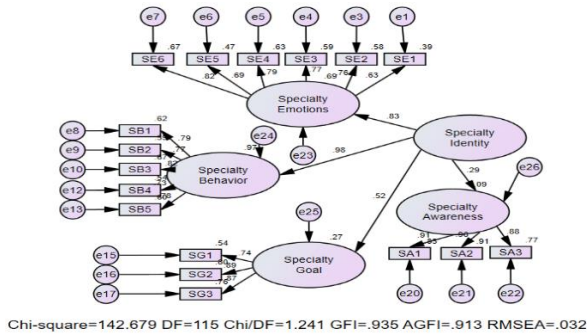 e7 e6 e5 e4 e3 e1
.67 .47 .63 .59 .58 .39
SE6 SE5 SE4 SE3 SE2 SE1
.82 .69 .79 .77 .69 .76 .63
Specialty
Emotions
.83
e24
.97
e23
Specialty
Identity
.98
.29
.09
e26
.52
e8 SB1 .62 .79
e9 SB2 .77
e10 SB3
e12 SB4
e13 SB5
Specialty
Behavior
Specialty
Awareness
.91 .90 .91 .88 .77
SA1 SA2 SA3
e20 e21 e22
e25
.27
e15 SG1 .54 .74
e16 SG2
e17 SG3
Specialty
Goal
Chi-square=142.679 DF=115 Chi/DF=1.241 GFI=.935 AGFI=.913 RMSEA=.032